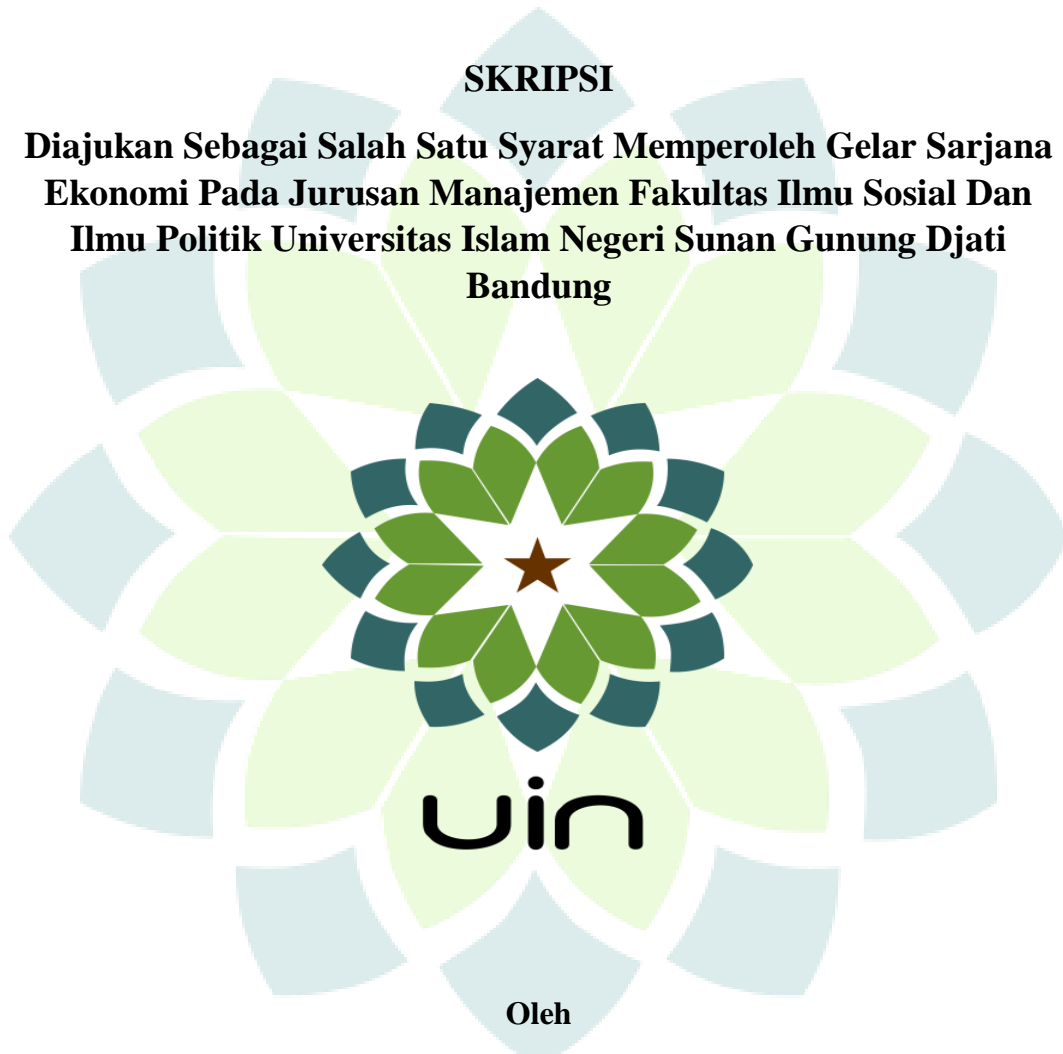 SKRIPSI
Diajukan Sebagai Salah Satu Syarat Memperoleh Gelar Sarjana
Ekonomi Pada Jurusan Manajemen Fakultas Ilmu Sosial Dan
Ilmu Politik Universitas Islam Negeri Sunan Gunung Djati
Bandung
uin
Oleh